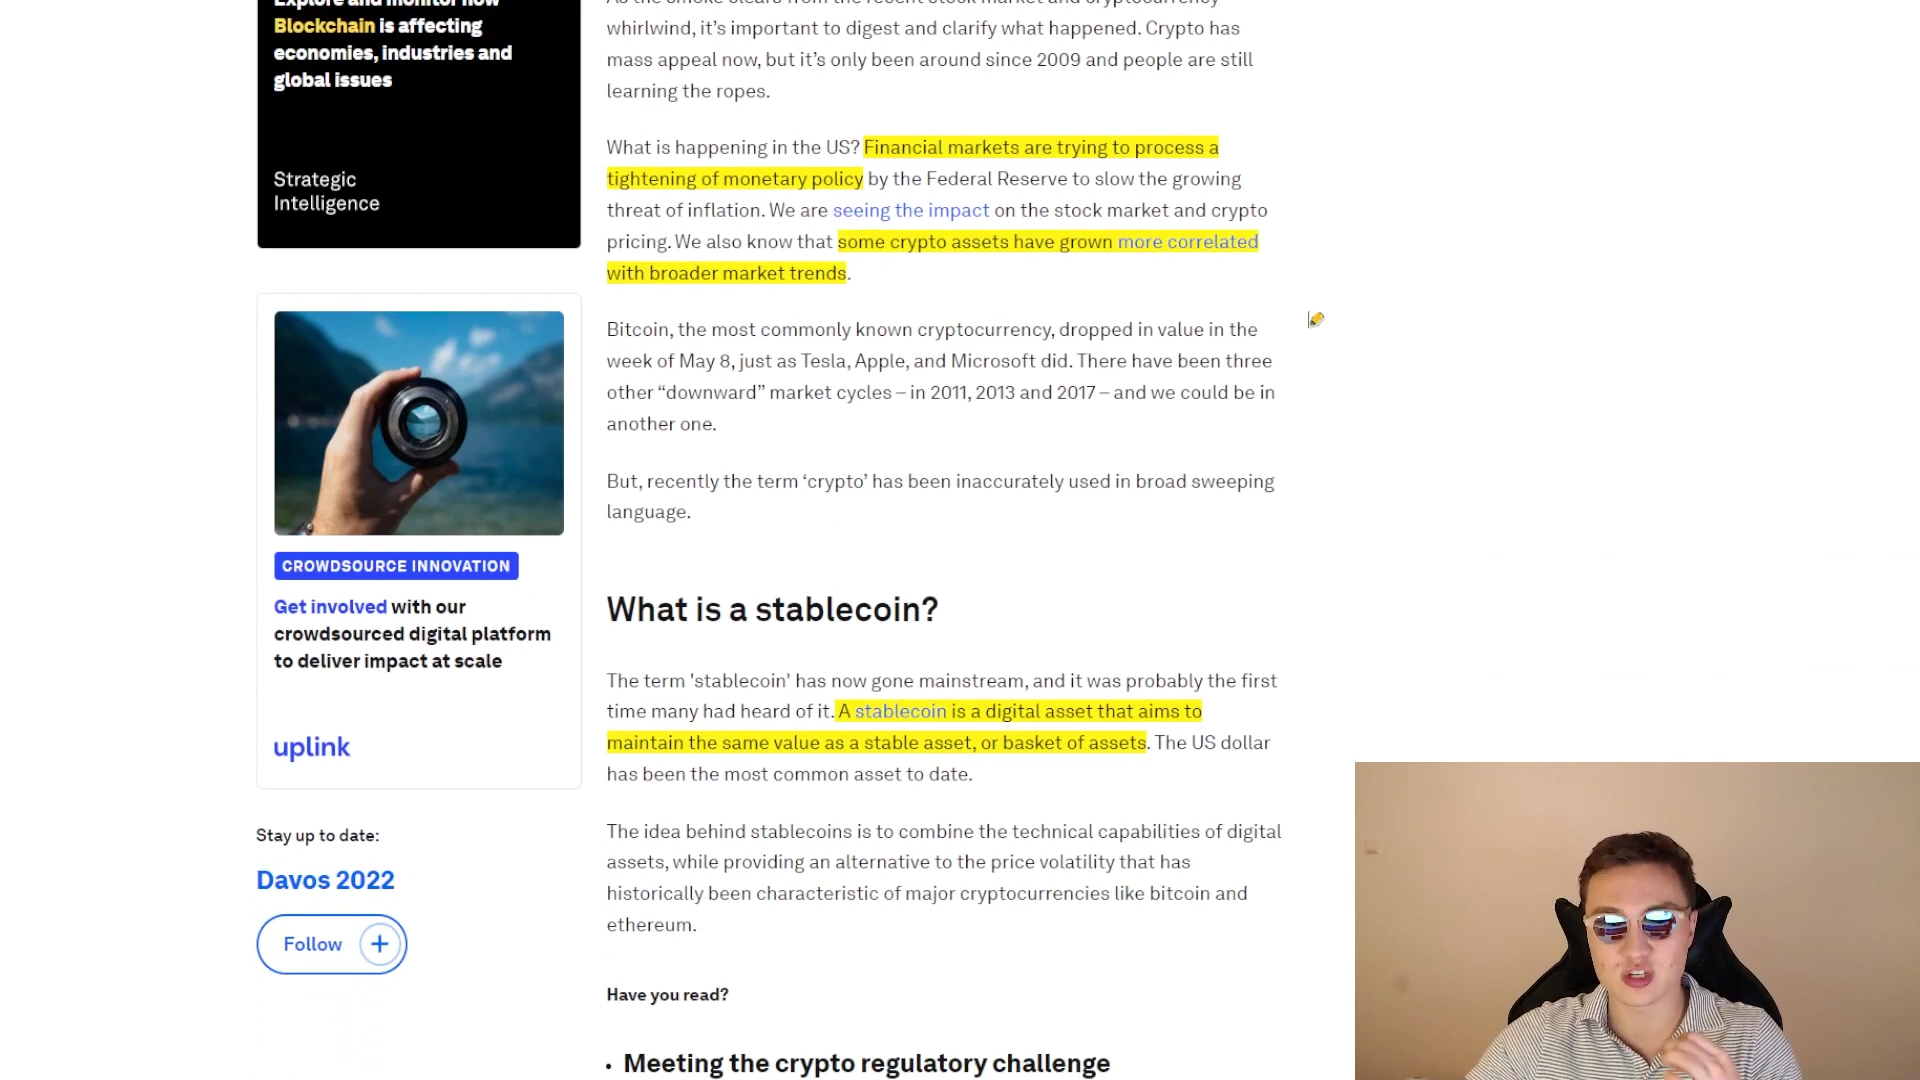 Explore and monitor how
Blockchain is affecting
economies, industries and
global issues
Strategic
Intelligence
CROWDSOURCE INNOVATION
Get involved with our
crowdsourced digital platform
to deliver impact at scale
uplink
Stay up to date:
Davos 2022
Follow
As the smoke clears from the recent stock market and cryptocurrency
whirlwind, it’s important to digest and clarify what happened. Crypto has
mass appeal now, but it’s only been around since 2009 and people are still
learning the ropes.
What is happening in the US? Financial markets are trying to process a
tightening of monetary policy by the Federal Reserve to slow the growing
threat of inflation. We are seeing the impact on the stock market and crypto
pricing. We also know that some crypto assets have grown more correlated
with broader market trends.
Bitcoin, the most commonly known cryptocurrency, dropped in value in the
week of May 8, just as Tesla, Apple, and Microsoft did. There have been three
other “downward” market cycles – in 2011, 2013 and 2017 – and we could be in
another one.
But, recently the term ‘crypto’ has been inaccurately used in broad sweeping
language.
What is a stablecoin?
The term 'stablecoin' has now gone mainstream, and it was probably the first
time many had heard of it. A stablecoin is a digital asset that aims to
maintain the same value as a stable asset, or basket of assets. The US dollar
has been the most common asset to date.
The idea behind stablecoins is to combine the technical capabilities of digital
assets, while providing an alternative to the price volatility that has
historically been characteristic of major cryptocurrencies like bitcoin and
ethereum.
Have you read?
• Meeting the crypto regulatory challenge